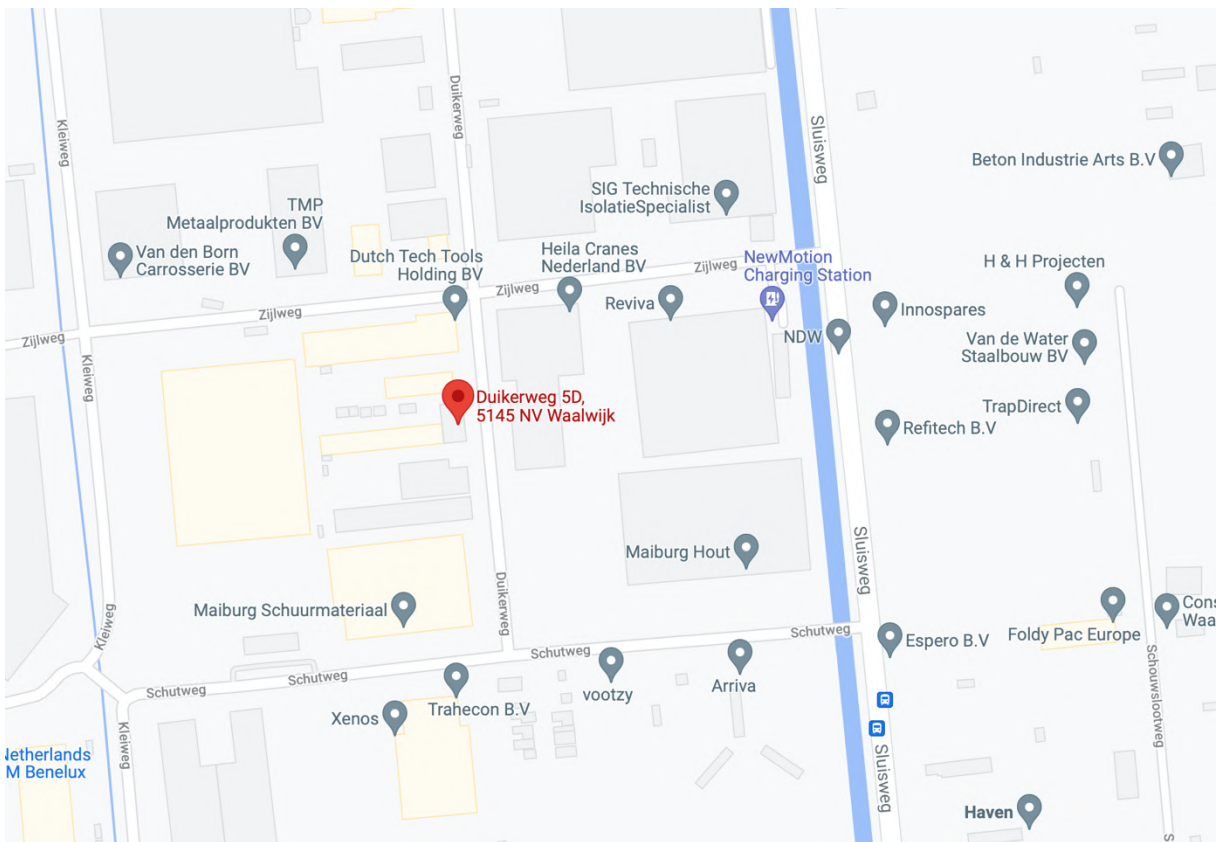 Kleiweg
Duikerweg
Sluisweg
Beton Industrie Arts B.V
TMP
Metaalprodukten BV
SIG Technische
IsolatieSpecialist
Van den Born
Carrosserie BV
Dutch Tech Tools
Holding BV
Heila Cranes
Nederland BV
Zijlweg
NewMotion
Charging Station
H & H Projecten
Zijlweg
Zijlweg
Zijlweg
Reviva
Innospares
NDW
Van de Water
Staalbouw BV
Kleiweg
Duikerweg 5D,
5145 NV Waalwijk
TrapDirect
Refitech B.V
Sluisweg
Maiburg Hout
Duikerweg
Maiburg Schuurmateriaal
Kleiweg
Schutweg
Espero B.V
Foldy Pac Europe
Cons
Waa
Schutweg
Schutweg
Schutweg
vootzy
Arriva
Trahecon B.V
Xenos
Schouwslootweg
Kleiweg
Netherlands
M Benelux
Sluisweg
Haven
S